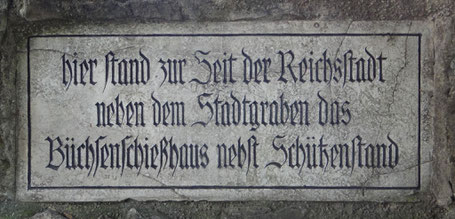 hier stand zur Zeit der Reichsstadt
neben dem Stadtgraben das
Büchsenschießhaus nebst Schützenstand